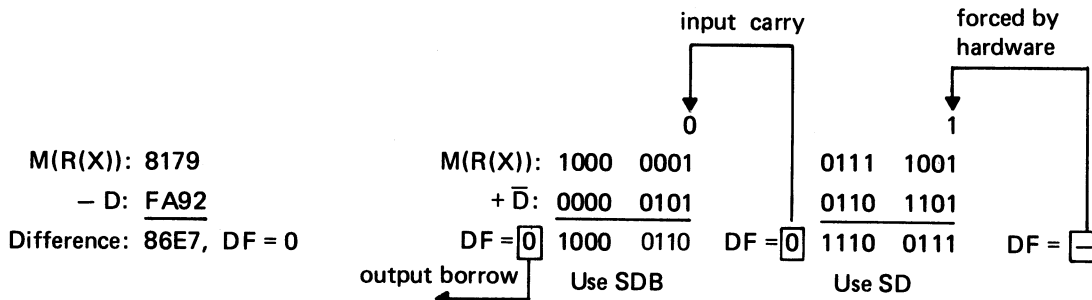 input carry
forced by
hardware
0 1
M(R(X)): 8179 M(R(X)): 1000 0001 0111 1001
– D: FA92 + D̅: 0000 0101 0110 1101
Difference: 86E7, DF = 0 DF = 0 1000 0110 DF = 0 1110 0111 DF = –
output borrow Use SDB Use SD